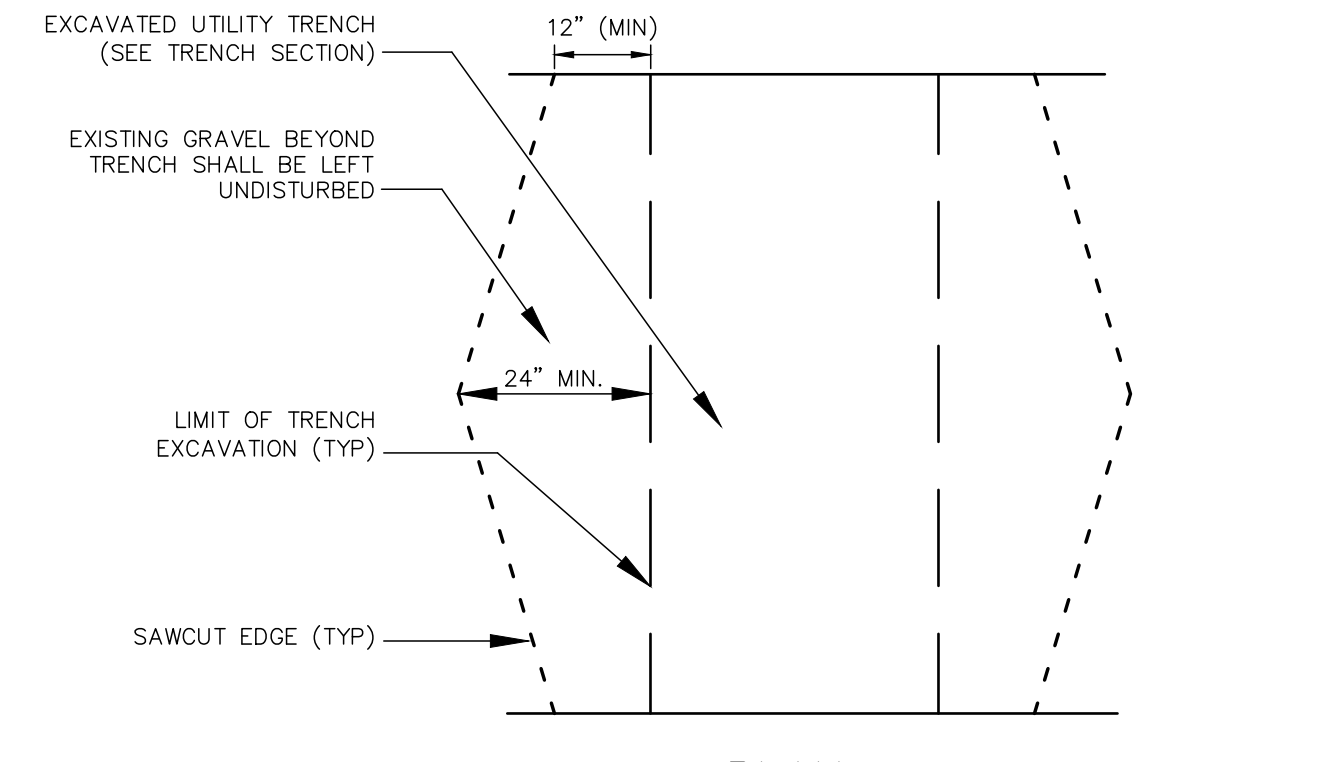 EXCAVATED UTILITY TRENCH
(SEE TRENCH SECTION)
12" (MIN)
EXISTING GRAVEL BEYOND
TRENCH SHALL BE LEFT
UNDISTURBED
24" MIN.
LIMIT OF TRENCH
EXCAVATION (TYP)
SAWCUT EDGE (TYP)